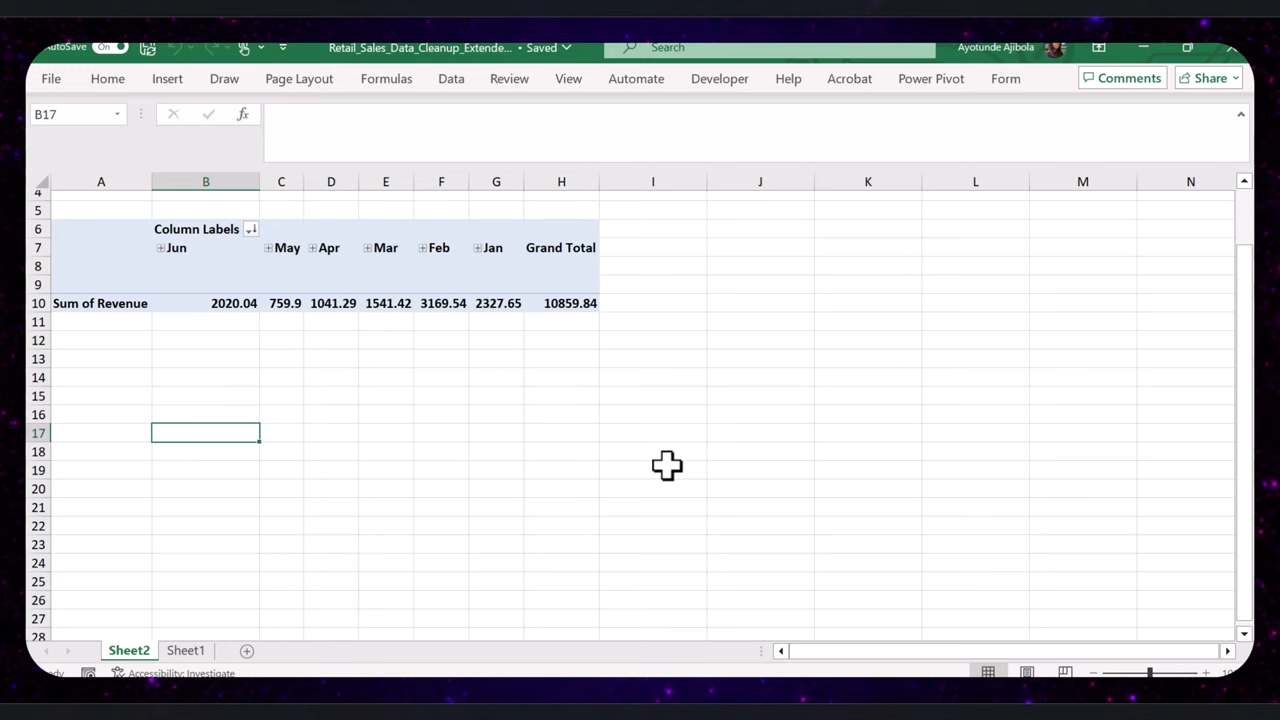 AutoSave On Retail_Sales_Data_Cleanup_Extende... • Saved Search Ayotunde Ajibola
File Home Insert Draw Page Layout Formulas Data Review View Automate Developer Help Acrobat Power Pivot Form Comments Share
B17 fx
A B C D E F G H I J K L M N
4
5
6 Column Labels
7 Jun May Apr Mar Feb Jan Grand Total
8
9
10 Sum of Revenue 2020.04 759.9 1041.29 1541.42 3169.54 2327.65 10859.84
11
12
13
14
15
16
17
18
19
20
21
22
23
24
25
26
27
28
Sheet2 Sheet1
Accessibility: Investigate